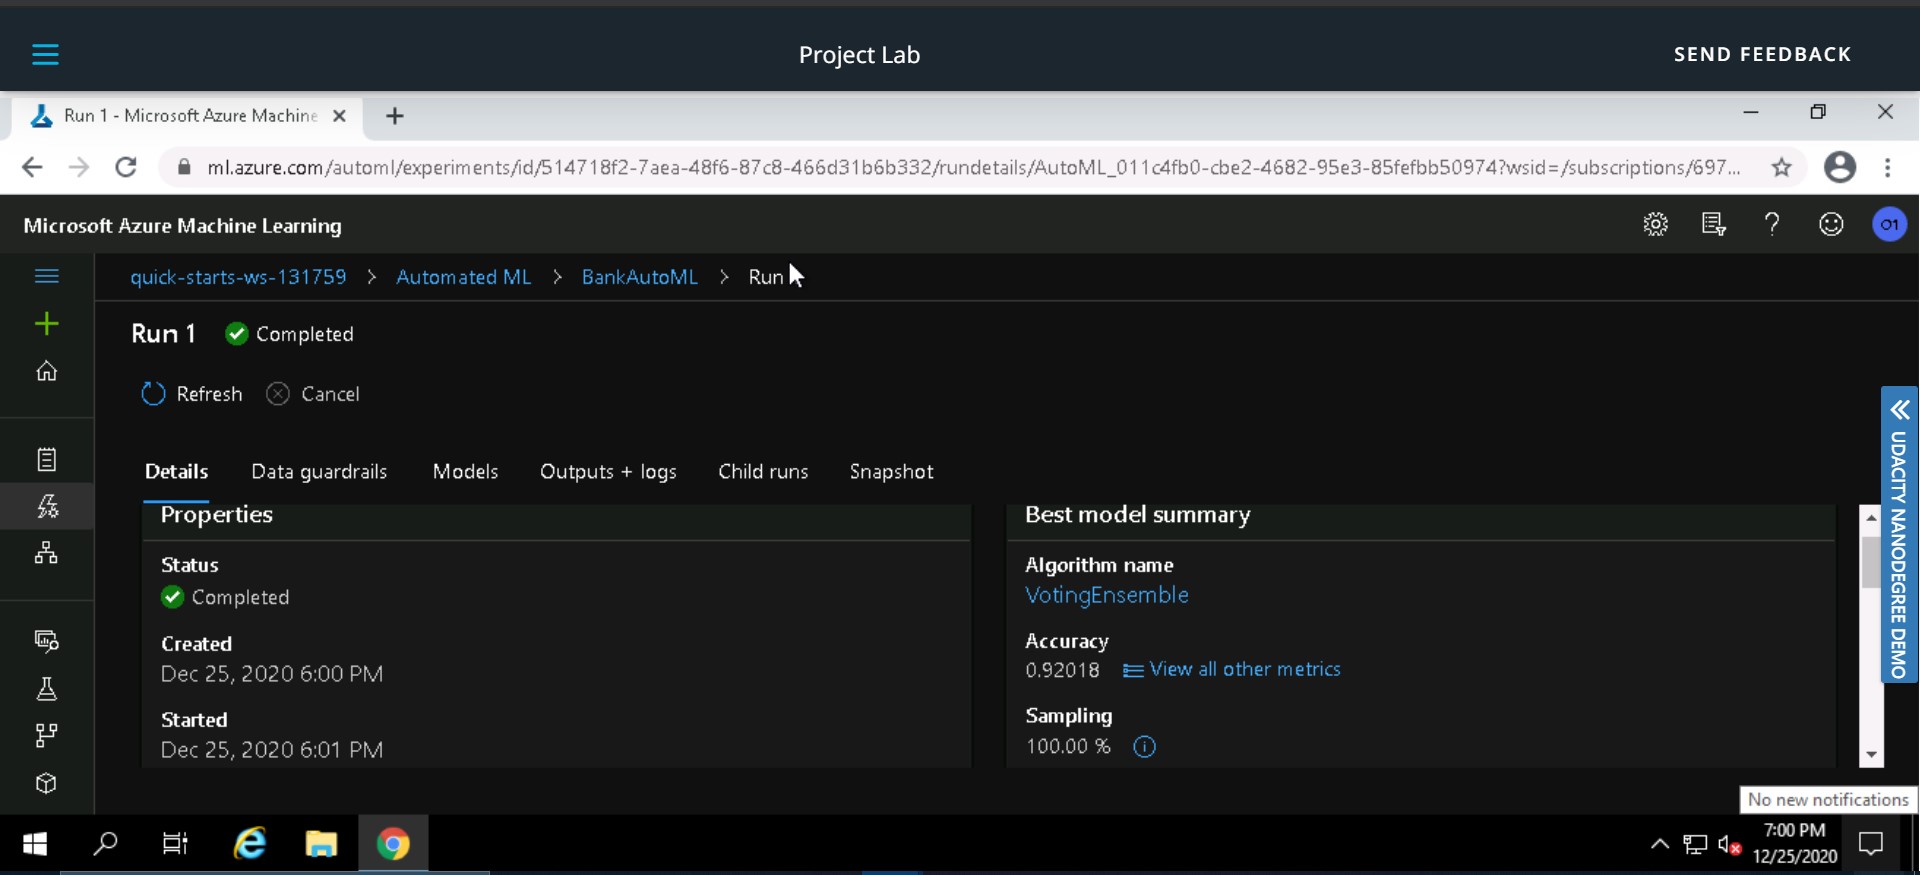 Project Lab
SEND FEEDBACK
Run 1 - Microsoft Azure Machine
ml.azure.com/automl/experiments/id/514718f2-7aea-48f6-87c8-466d31b6b332/rundetails/AutoML_011c4fb0-cbe2-4682-95e3-85fefbb50974?wsid=/subscriptions/697...
Microsoft Azure Machine Learning
01
quick-starts-ws-131759 > Automated ML > BankAutoML > Run
Run 1 Completed
Refresh Cancel
Details Data guardrails Models Outputs + logs Child runs Snapshot
Properties
Status
Completed
Created
Dec 25, 2020 6:00 PM
Started
Dec 25, 2020 6:01 PM
Best model summary
Algorithm name
VotingEnsemble
Accuracy
0.92018 View all other metrics
Sampling
100.00 %
UDACITY NANODEGREE DEMO
No new notifications
7:00 PM
12/25/2020